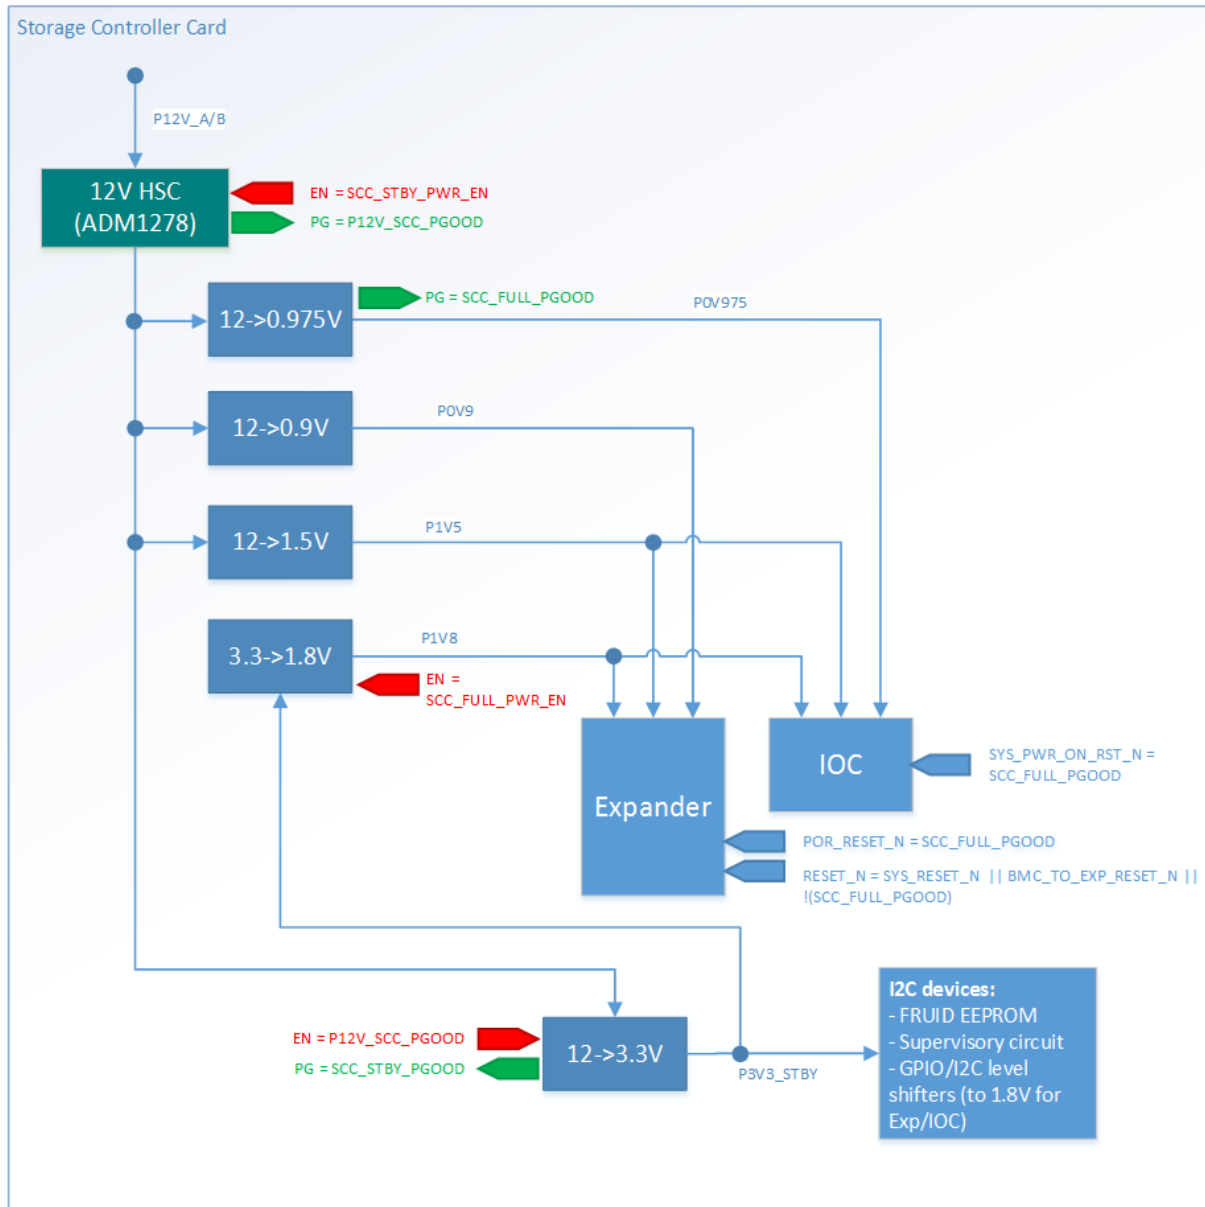 Storage Controller Card
P12V_A/B
12V HSC
(ADM1278)
EN = SCC_STBY_PWR_EN
PG = P12V_SCC_PGOOD
12->0.975V
PG = SCC_FULL_PGOOD
P0V975
12->0.9V
P0V9
12->1.5V
P1V5
3.3->1.8V
P1V8
EN =
SCC_FULL_PWR_EN
Expander
IOC
SYS_PWR_ON_RST_N =
SCC_FULL_PGOOD
POR_RESET_N = SCC_FULL_PGOOD
RESET_N = SYS_RESET_N || BMC_TO_EXP_RESET_N ||
!(SCC_FULL_PGOOD)
EN = P12V_SCC_PGOOD
PG = SCC_STBY_PGOOD
12->3.3V
P3V3_STBY
I2C devices:
- FRUID EEPROM
- Supervisory circuit
- GPIO/I2C level
shifters (to 1.8V for
Exp/IOC)